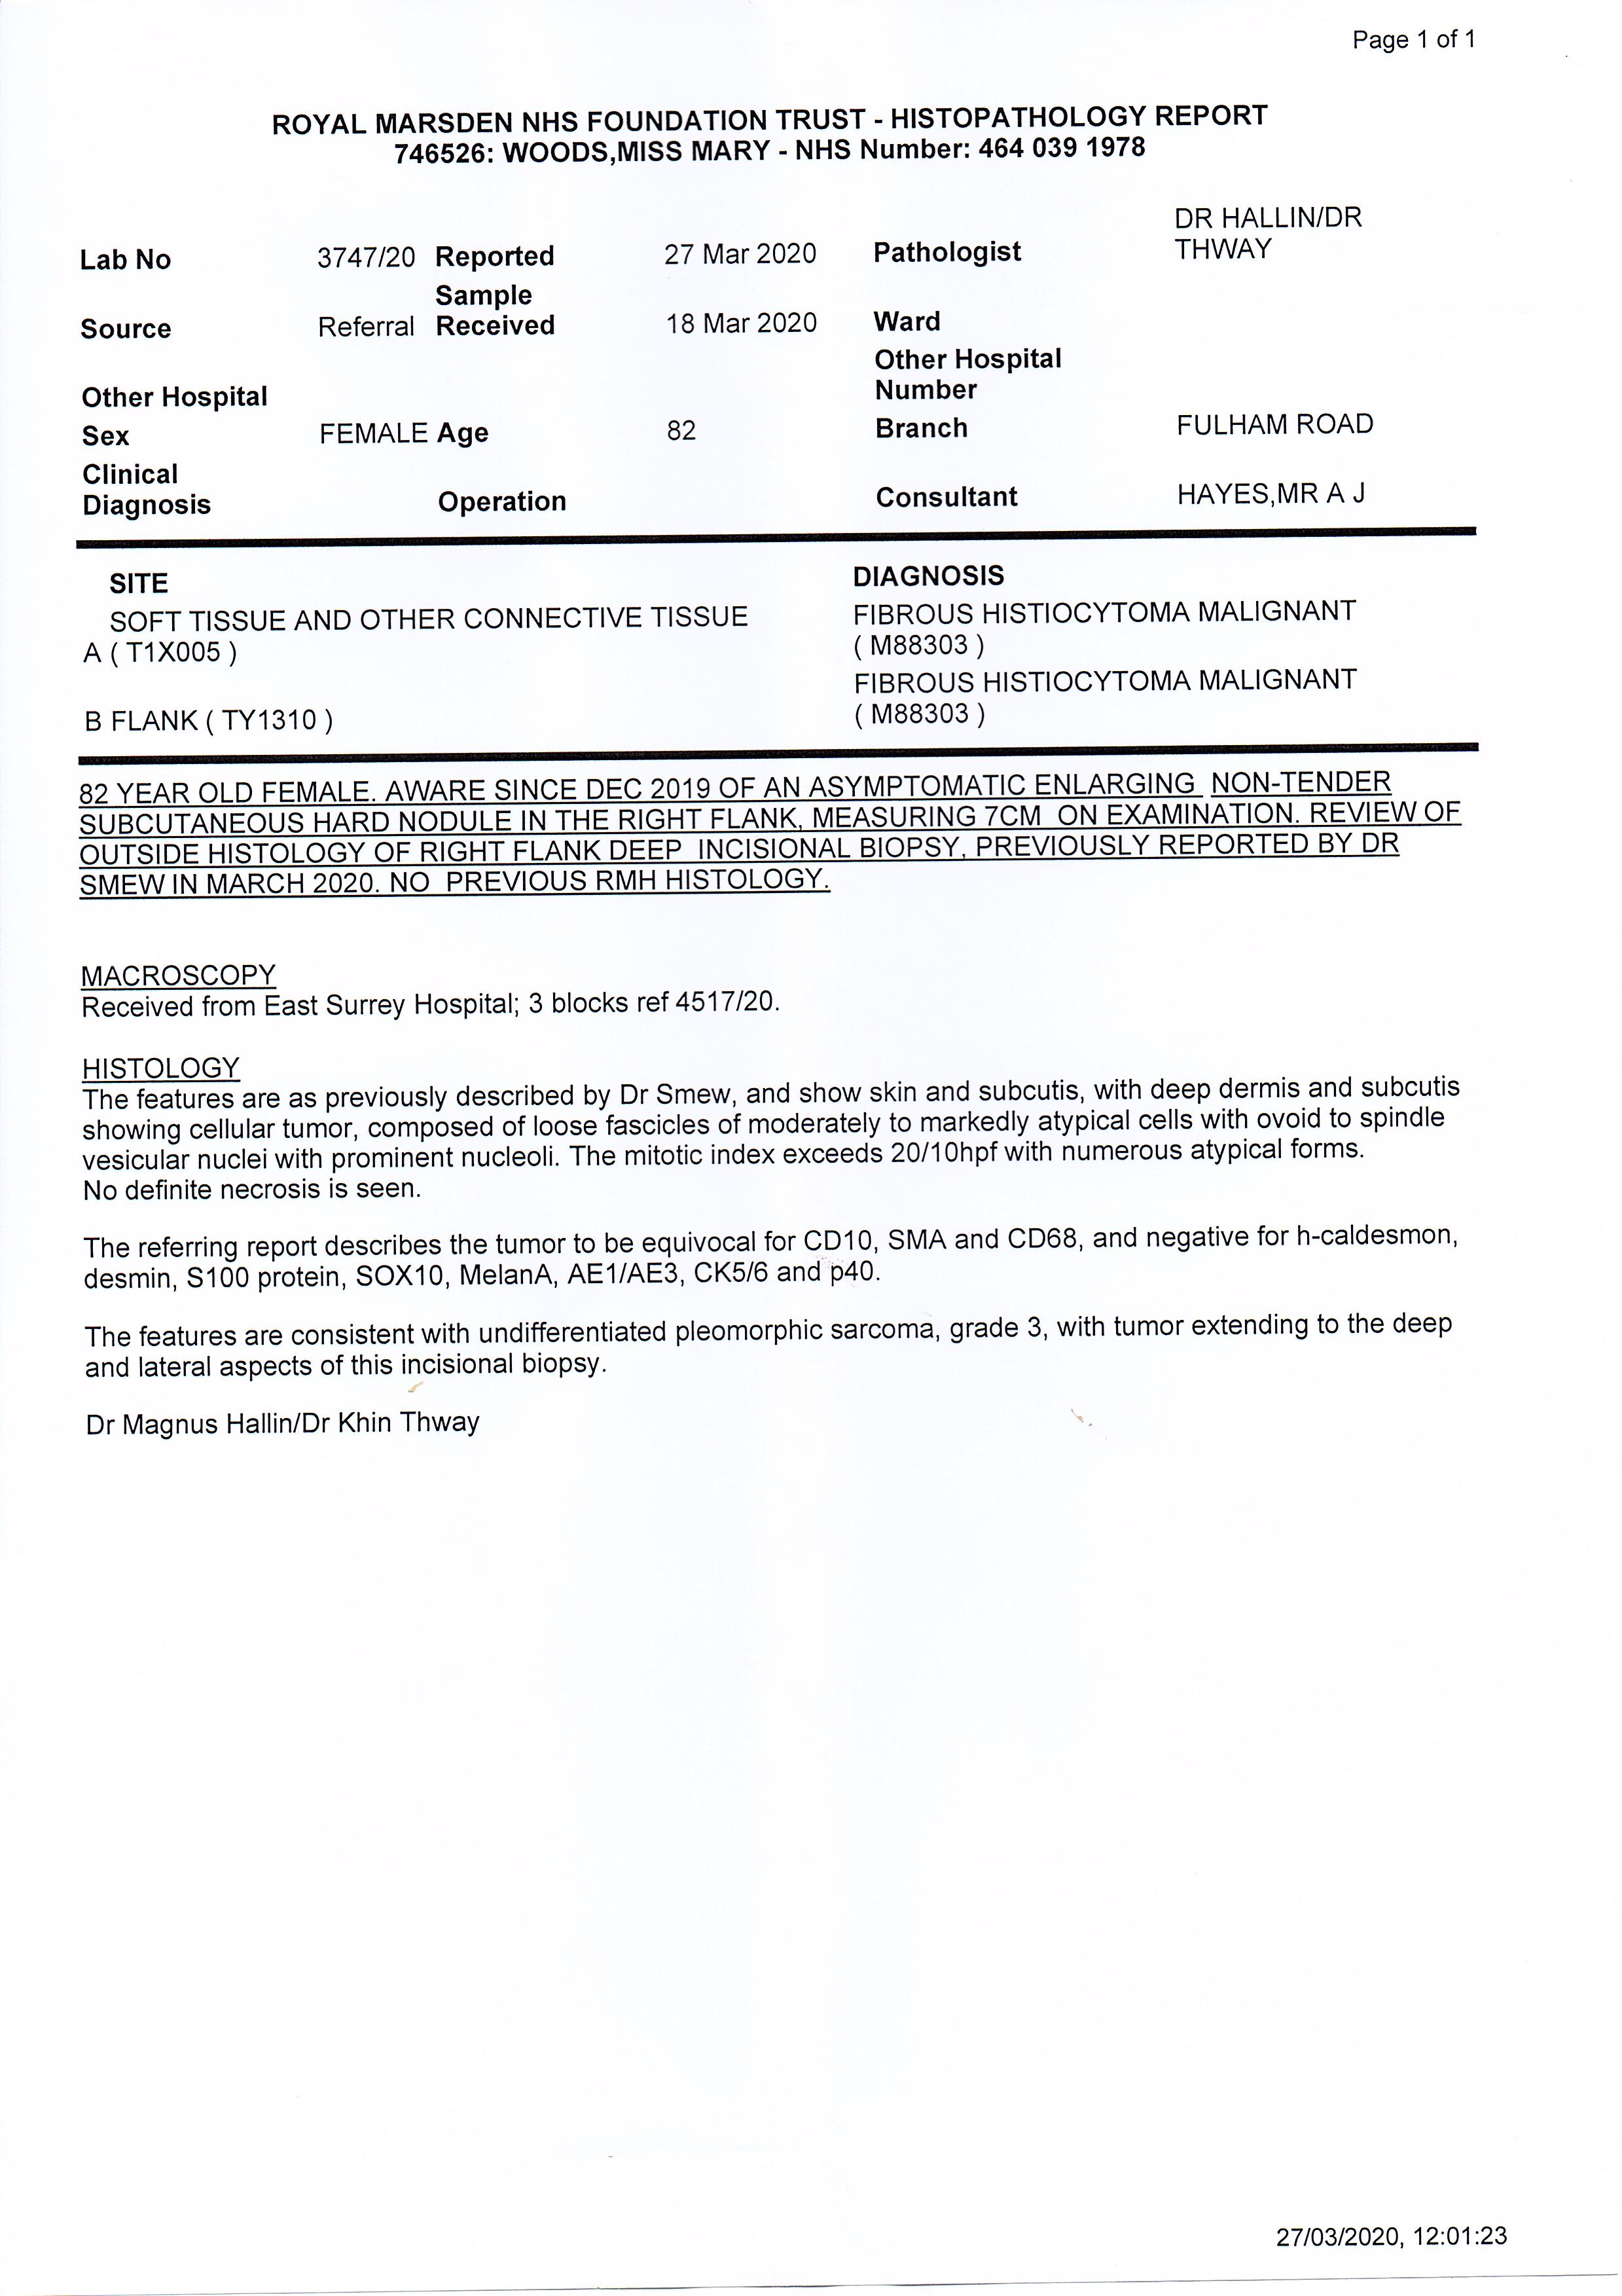 Page 1 of 1
ROYAL MARSDEN NHS FOUNDATION TRUST - HISTOPATHOLOGY REPORT
746526: WOODS,MISS MARY - NHS Number: 464 039 1978
Lab No 3747/20 Reported 27 Mar 2020 Pathologist DR HALLIN/DR THWAY
Source Referral Sample Received 18 Mar 2020 Ward
Other Hospital Other Hospital Number
Sex FEMALE Age 82 Branch FULHAM ROAD
Clinical Diagnosis Operation Consultant HAYES,MR A J
SITE DIAGNOSIS
SOFT TISSUE AND OTHER CONNECTIVE TISSUE FIBROUS HISTIOCYTOMA MALIGNANT
A ( T1X005 ) ( M88303 )
FIBROUS HISTIOCYTOMA MALIGNANT
B FLANK ( TY1310 ) ( M88303 )
82 YEAR OLD FEMALE. AWARE SINCE DEC 2019 OF AN ASYMPTOMATIC ENLARGING NON-TENDER
SUBCUTANEOUS HARD NODULE IN THE RIGHT FLANK, MEASURING 7CM ON EXAMINATION. REVIEW OF
OUTSIDE HISTOLOGY OF RIGHT FLANK DEEP INCISIONAL BIOPSY, PREVIOUSLY REPORTED BY DR
SMEW IN MARCH 2020. NO PREVIOUS RMH HISTOLOGY.
MACROSCOPY
Received from East Surrey Hospital; 3 blocks ref 4517/20.
HISTOLOGY
The features are as previously described by Dr Smew, and show skin and subcutis, with deep dermis and subcutis
showing cellular tumor, composed of loose fascicles of moderately to markedly atypical cells with ovoid to spindle
vesicular nuclei with prominent nucleoli. The mitotic index exceeds 20/10hpf with numerous atypical forms.
No definite necrosis is seen.
The referring report describes the tumor to be equivocal for CD10, SMA and CD68, and negative for h-caldesmon,
desmin, S100 protein, SOX10, MelanA, AE1/AE3, CK5/6 and p40.
The features are consistent with undifferentiated pleomorphic sarcoma, grade 3, with tumor extending to the deep
and lateral aspects of this incisional biopsy.
Dr Magnus Hallin/Dr Khin Thway
27/03/2020, 12:01:23